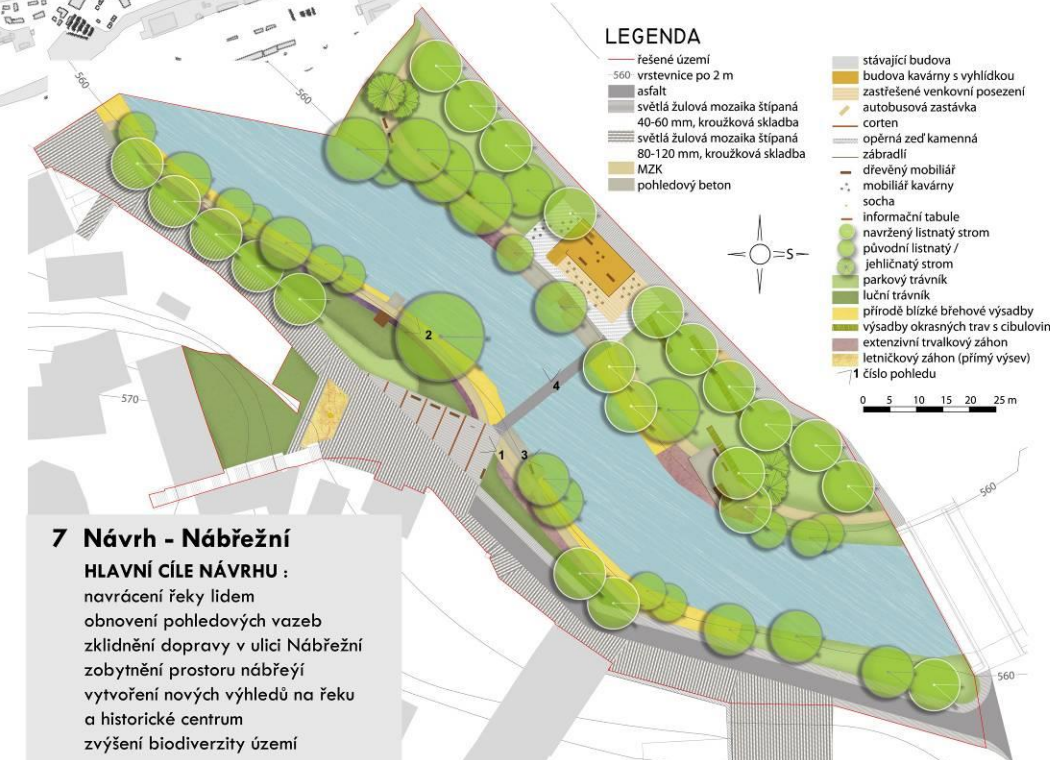 LEGENDA
řešené území
560 vrstevnice po 2 m
asfalt
světlá žulová mozaika štípaná
40-60 mm, kroužková skladba
světlá žulová mozaika štípaná
80-120 mm, kroužková skladba
MZK
pohledový beton
stávající budova
budova kavárny s vyhlídkou
zastřešené venkovní posezení
autobusová zastávka
corten
opěrná zeď kamenná
zábradlí
dřevěný mobiliář
mobiliář kavárny
socha
informační tabule
navržený listnatý strom
původní listnatý /
jehličnatý strom
parkový trávník
luční trávník
přírodě blízké břehové výsadby
výsadby okrasných trav s cibulovin
extenzivní trvalkový záhon
letničkový záhon (přímý výsev)
1 číslo pohledu
0 5 10 15 20 25 m
S
560
560
570
2
4
1 3
560
560
7 Návrh - Nábřežní
HLAVNÍ CÍLE NÁVRHU :
navrácení řeky lidem
obnovení pohledových vazeb
zklidnění dopravy v ulici Nábřežní
zobytnění prostoru nábřeýí
vytvoření nových výhledů na řeku
a historické centrum
zvýšení biodiverzity území